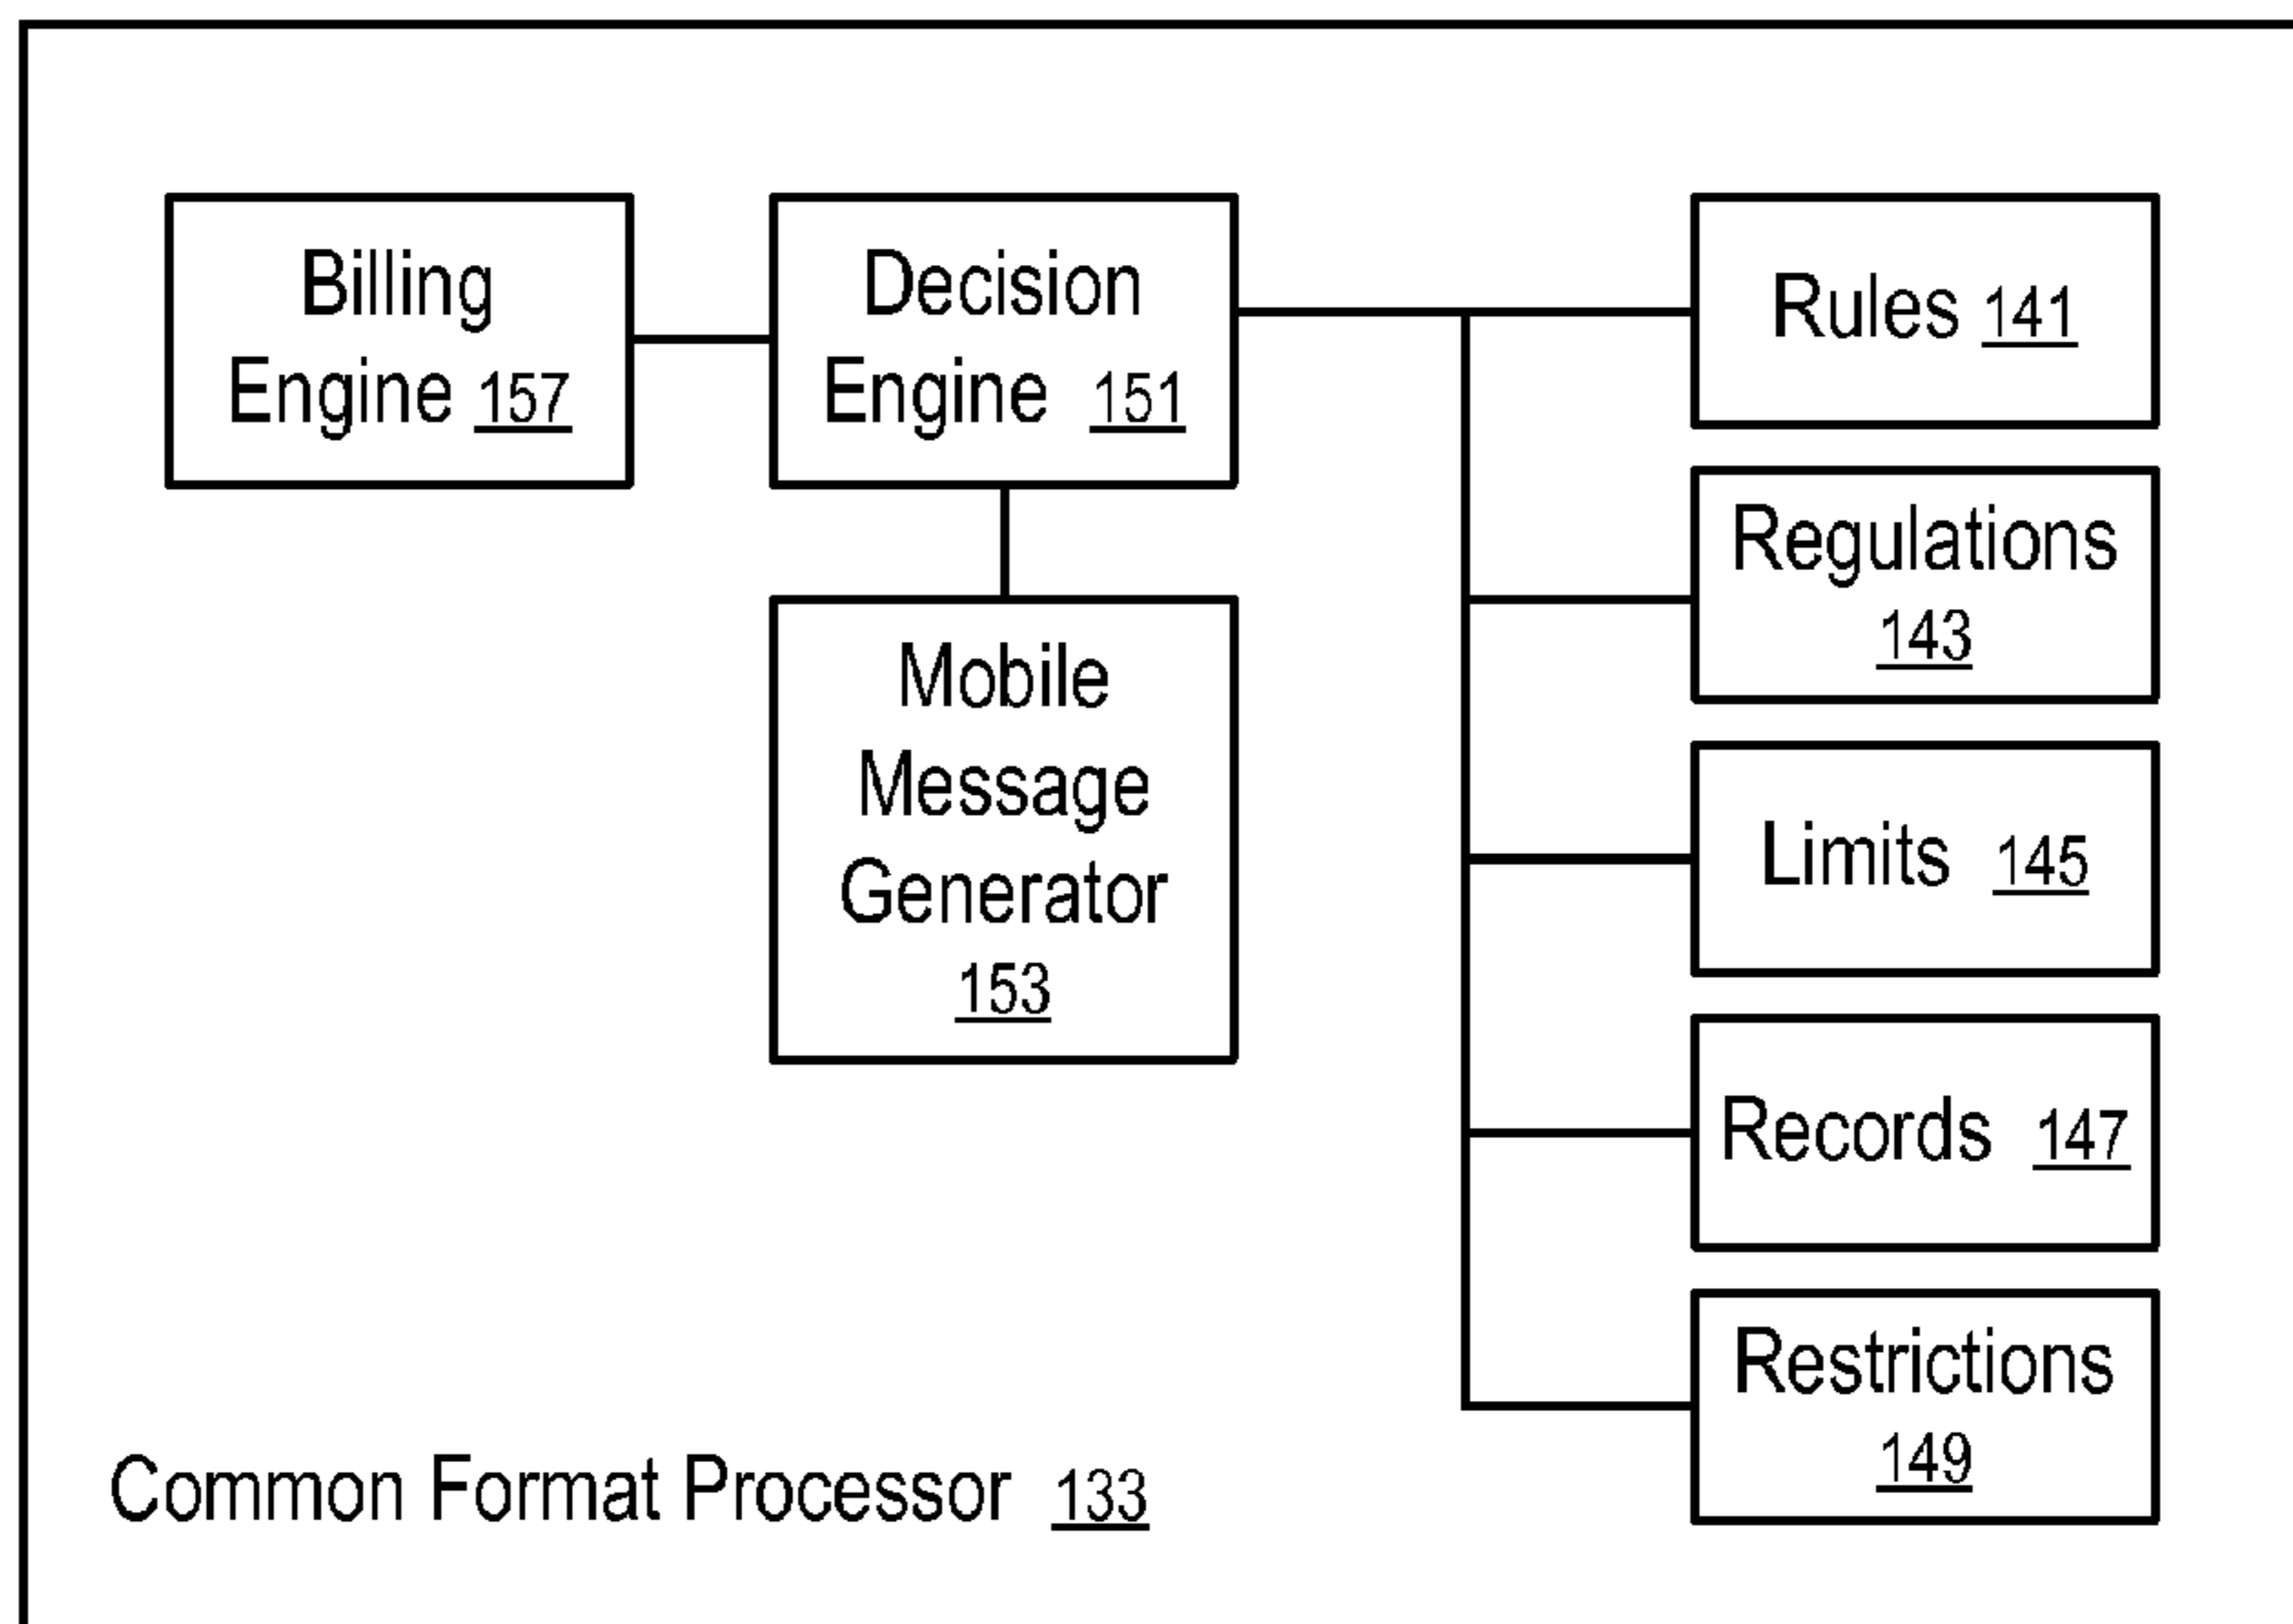 Billing
Engine 157
Decision
Engine 151
Rules 141
Regulations
143
Mobile
Message
Generator
153
Limits 145
Records 147
Restrictions
149
Common Format Processor 133